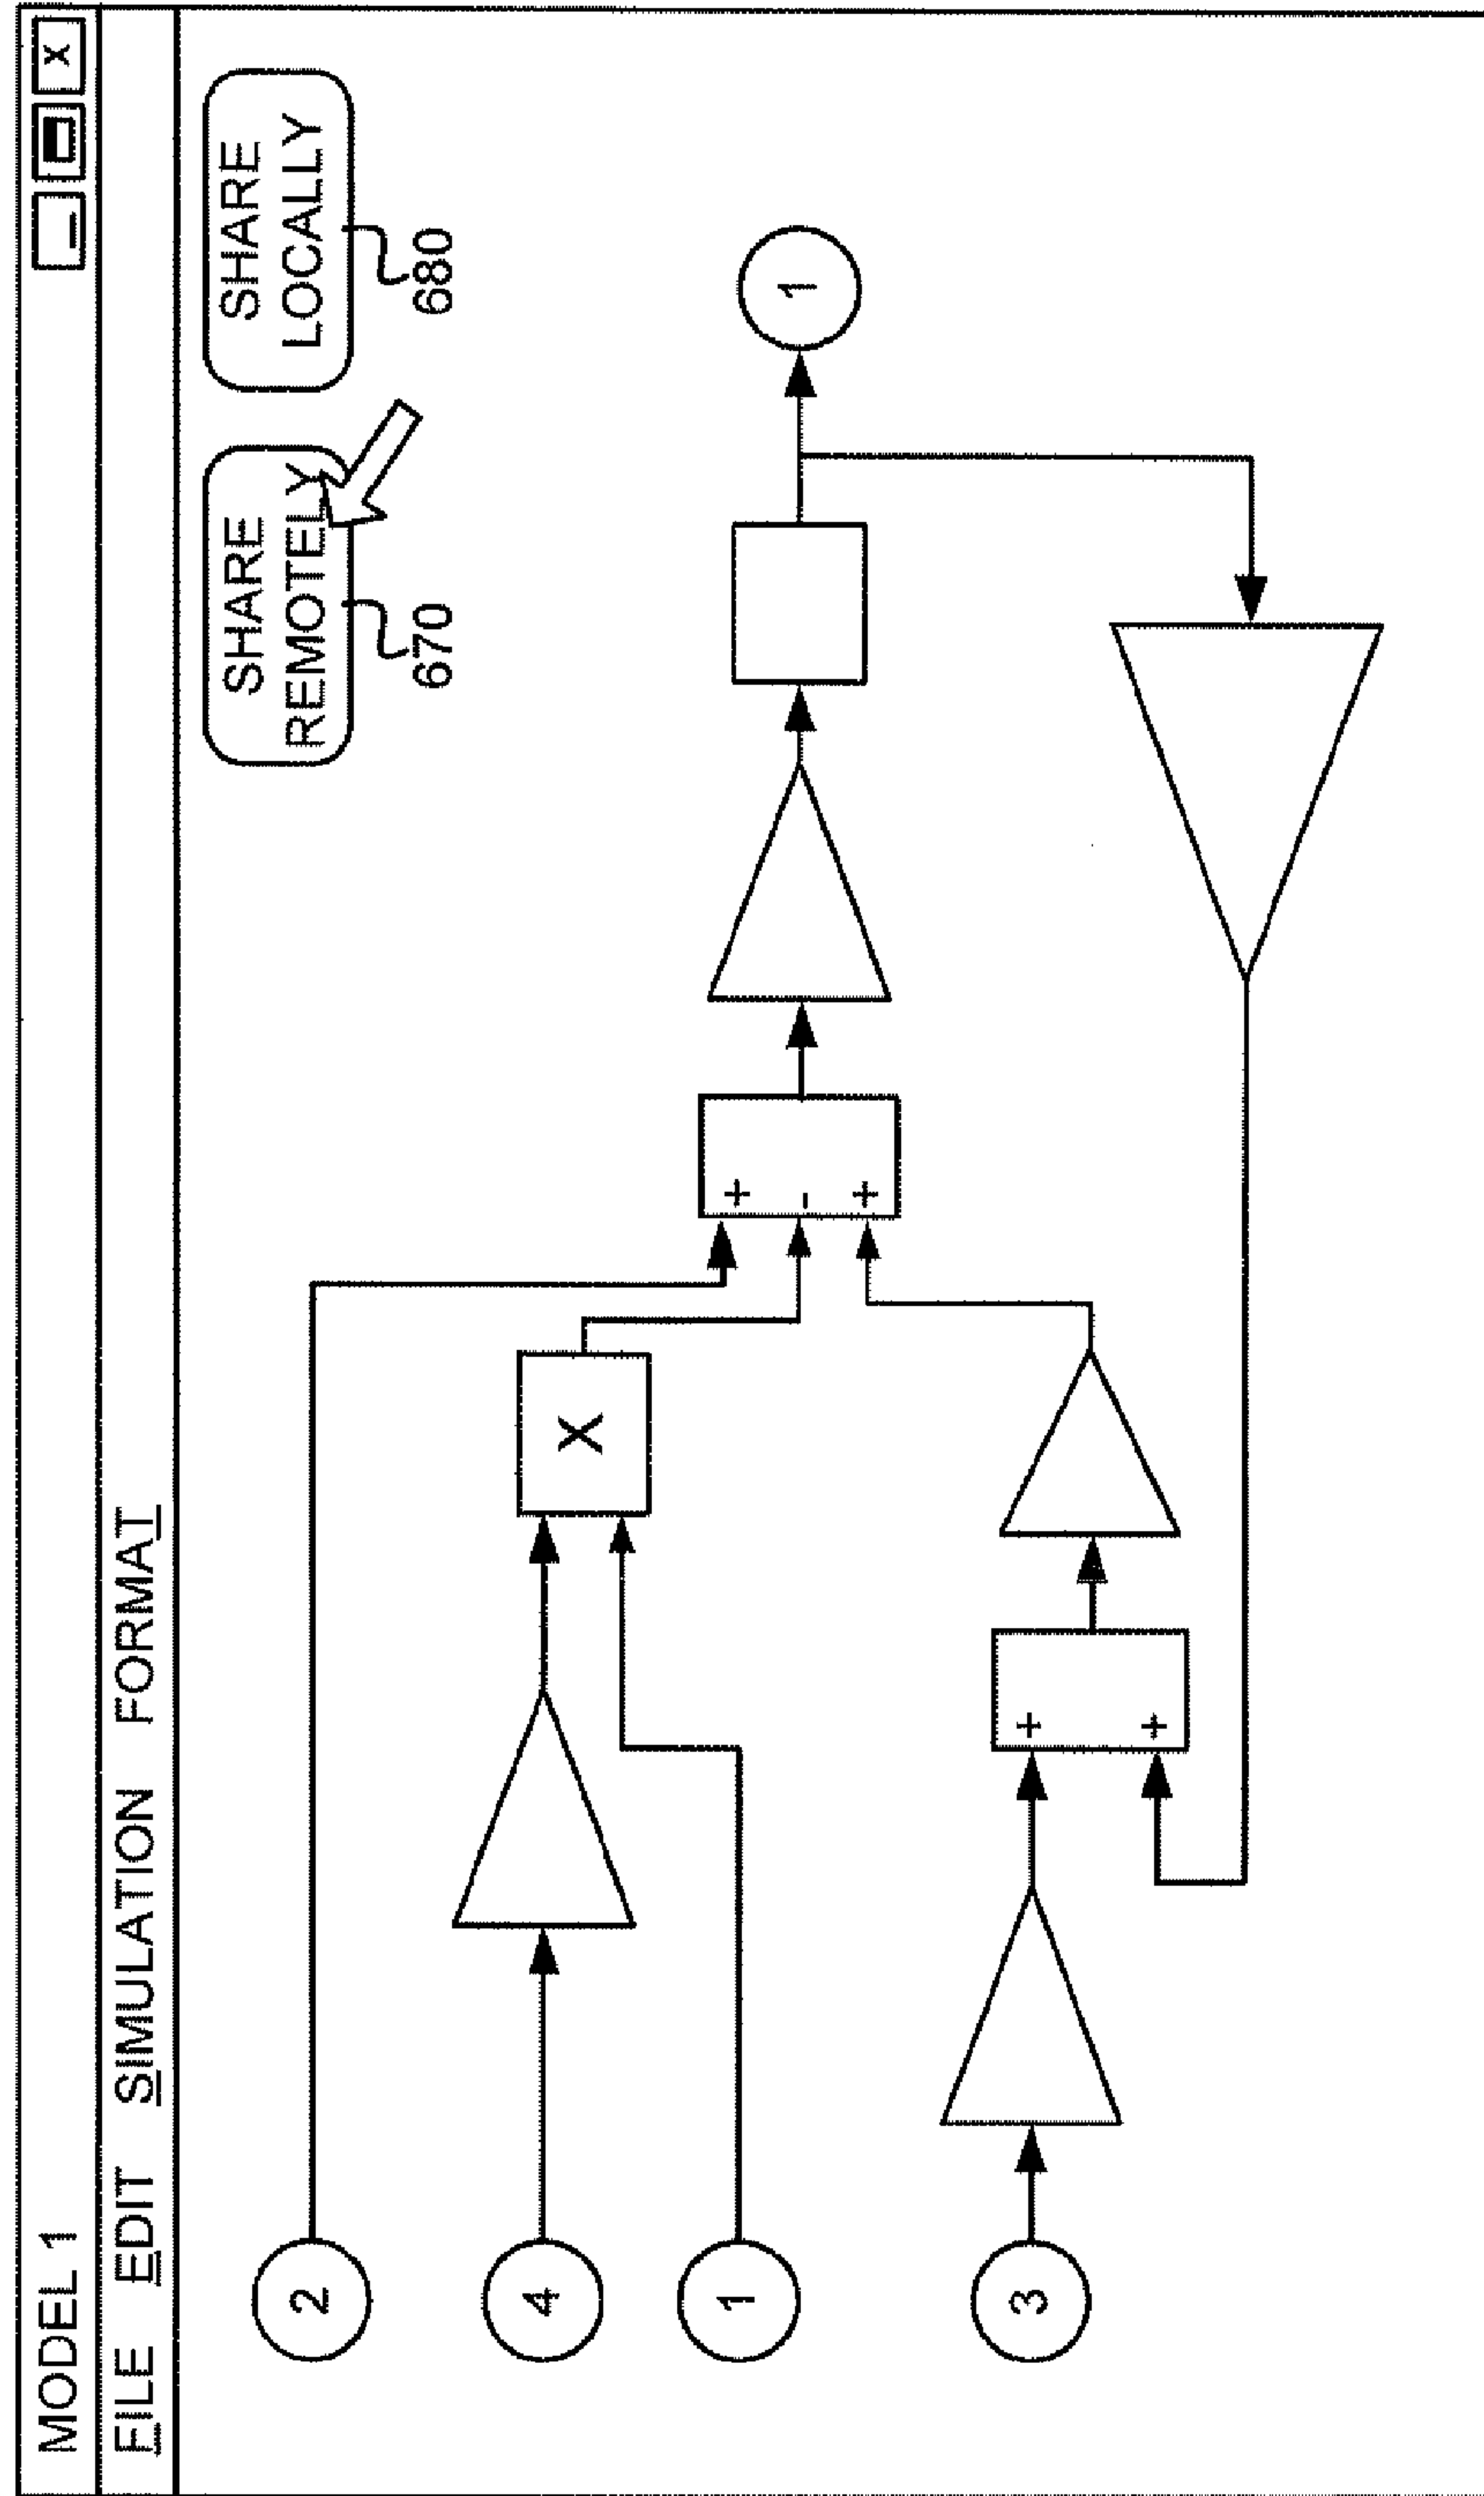 MODEL 1
_ X
FILE EDIT SIMULATION FORMAT
SHARE
REMOTELY
670
SHARE
LOCALLY
680
2
4
X
1
+
-
+
1
3
+
+